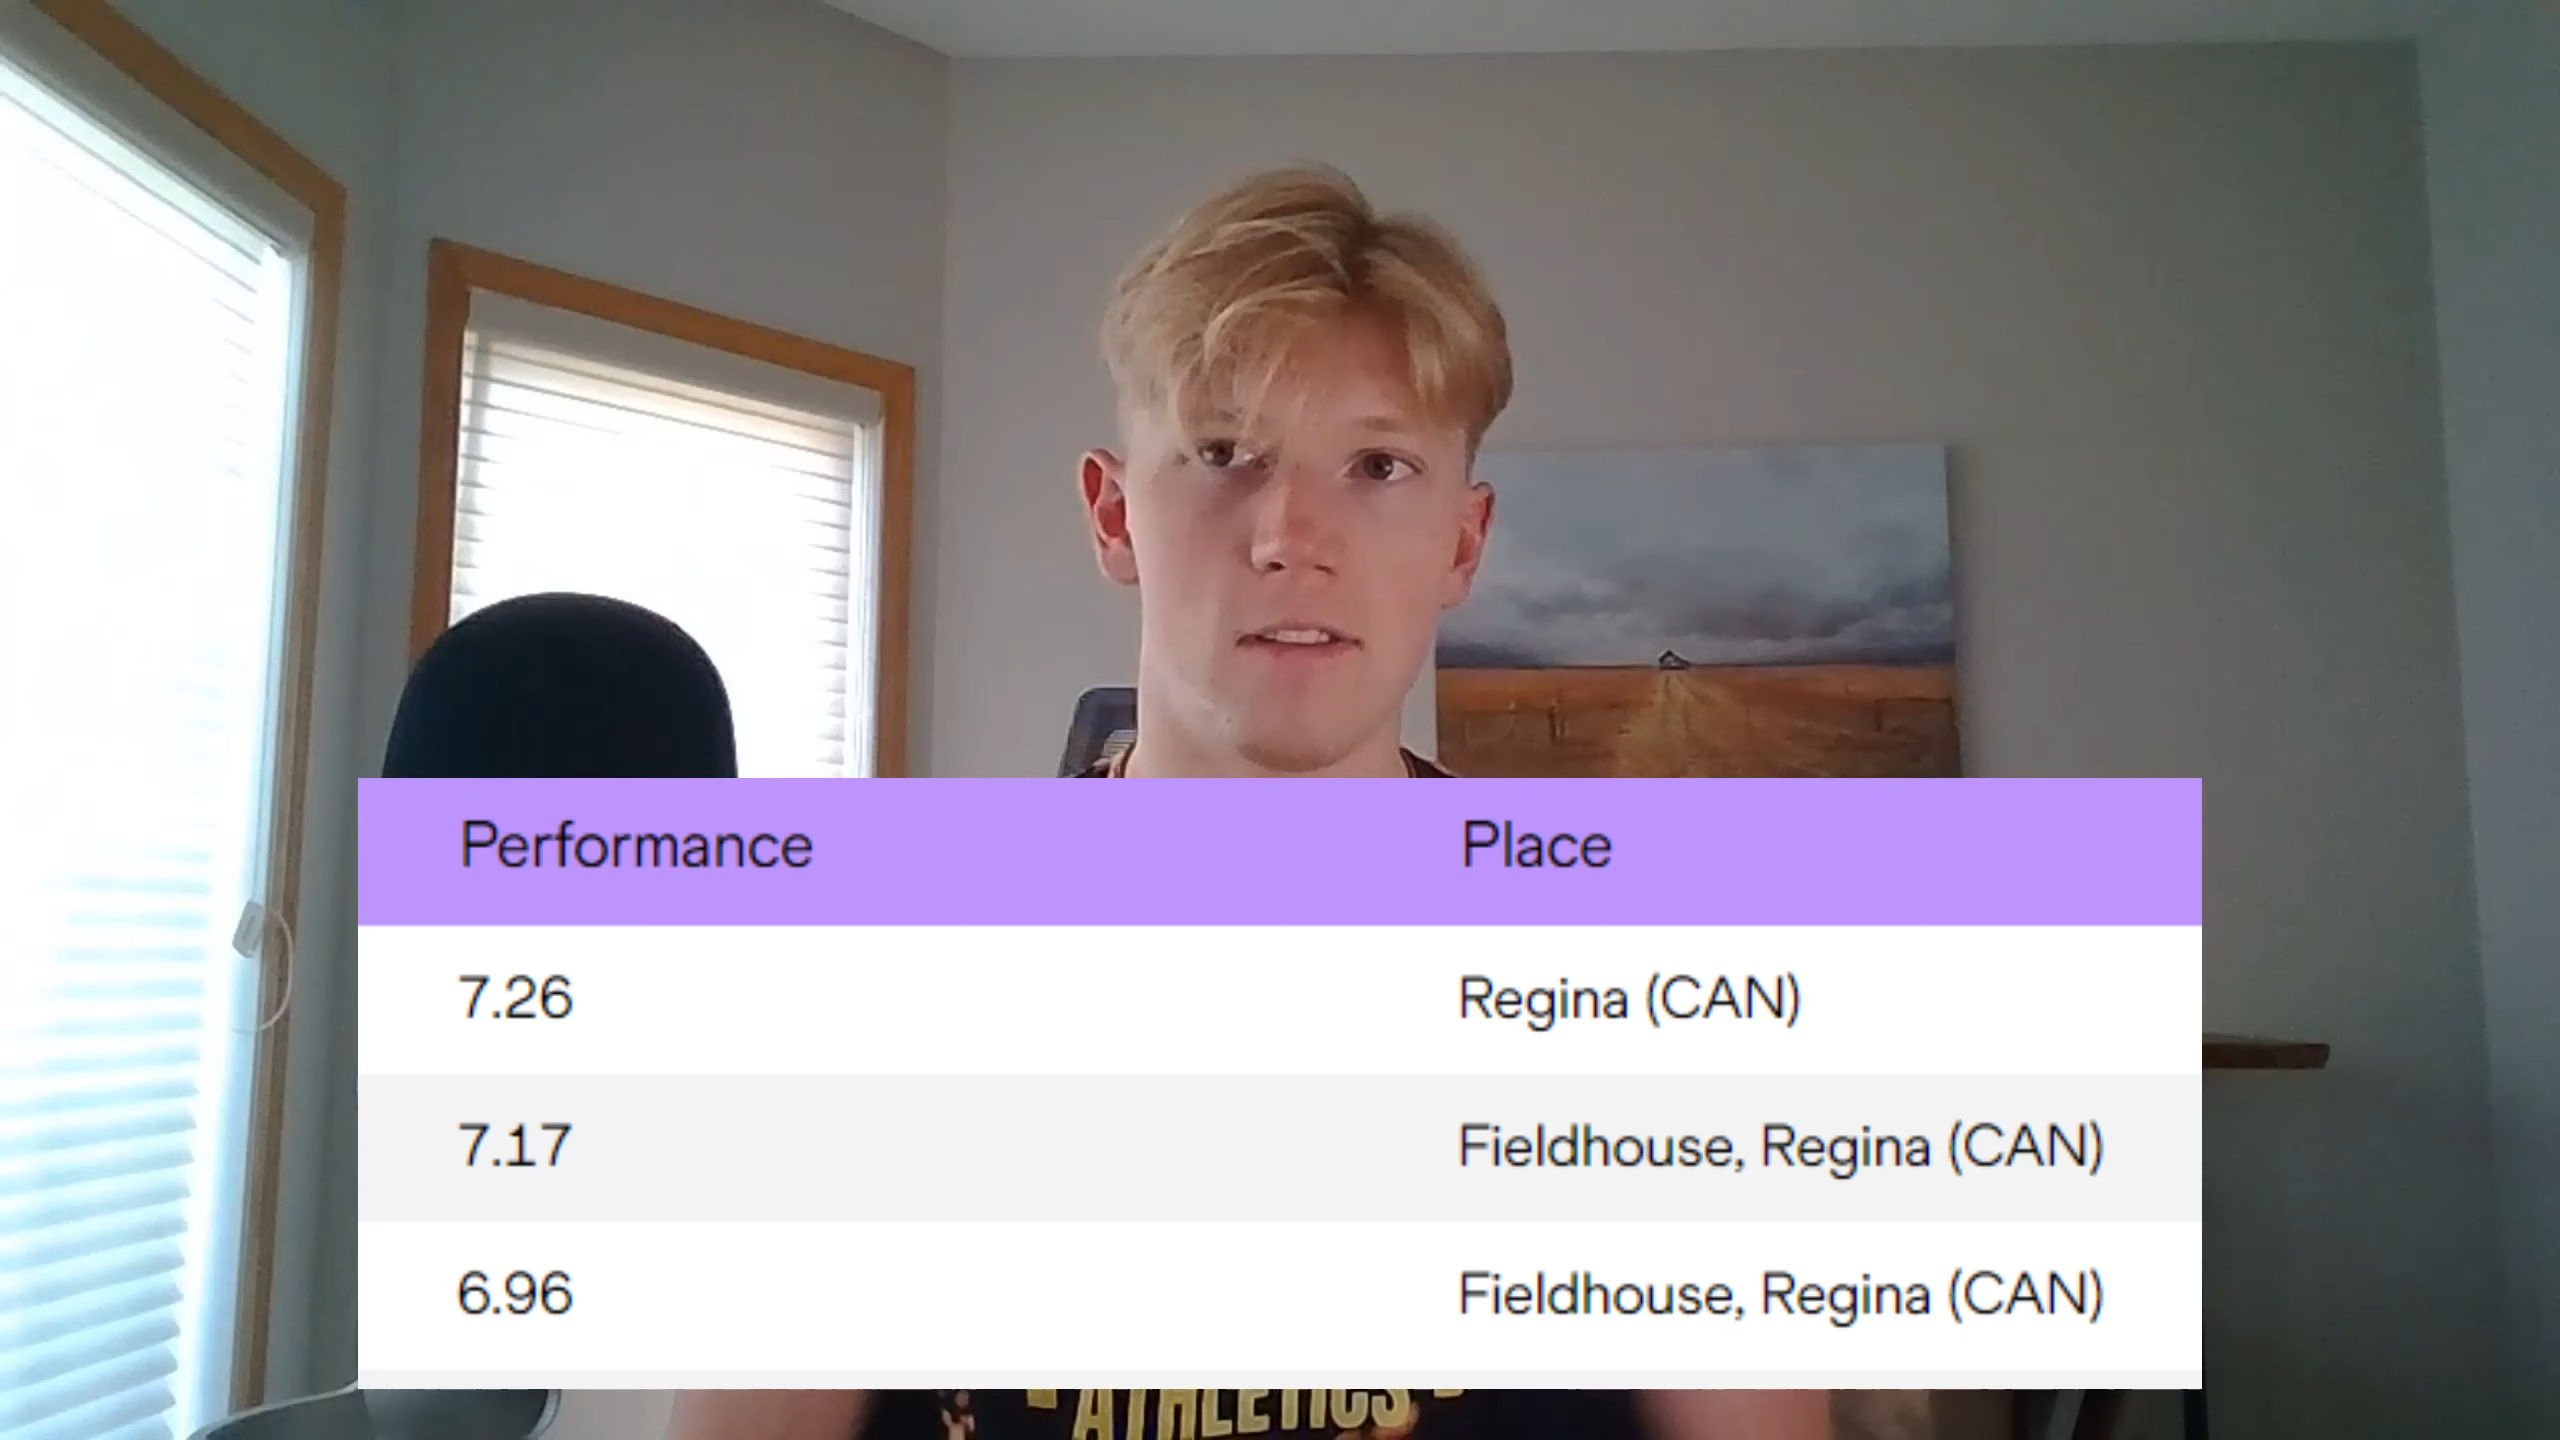 Performance Place
7.26 Regina (CAN)
7.17 Fieldhouse, Regina (CAN)
6.96 Fieldhouse, Regina (CAN)
ATHLETICS